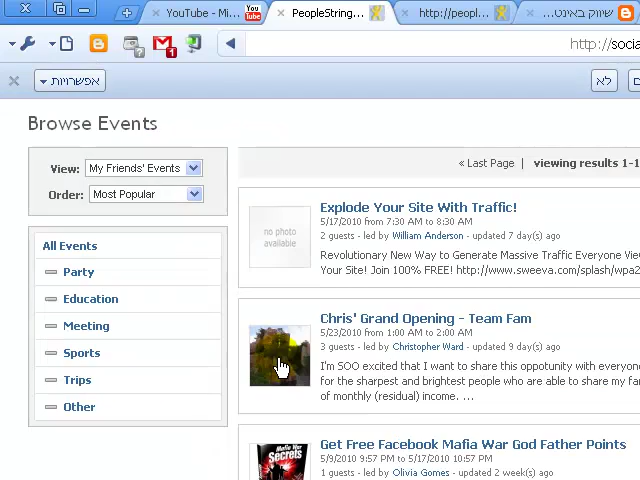 YouTube - Mi...
You
Tube
PeopleString...
http://peopl...
שיווק באינט...
1
http://socia
אפשרויות
לא
Browse Events
View: My Friends' Events
Order: Most Popular
« Last Page | viewing results 1-1
All Events
Party
Education
Meeting
Sports
Trips
Other
no photo
available
Explode Your Site With Traffic!
5/17/2010 from 7:30 AM to 8:30 AM
2 guests - led by William Anderson - updated 7 day(s) ago
Revolutionary New Way to Generate Massive Traffic Everyone Vie
Your Site! Join 100% FREE! http://www.sweeva.com/splash/wpa2
Chris' Grand Opening - Team Fam
5/23/2010 from 1:00 AM to 2:00 AM
3 guests - led by Christopher Ward - updated 9 day(s) ago
I'm SOO excited that I want to share this oppotunity with everyon
for the sharpest and brightest people who are able to share my fa
of monthly (residual) income. ...
Mafia War
Secrets
Get Free Facebook Mafia War God Father Points
5/9/2010 9:57 PM to 5/17/2010 10:57 PM
1 guests - led by Olivia Gomes - updated 2 week(s) ago